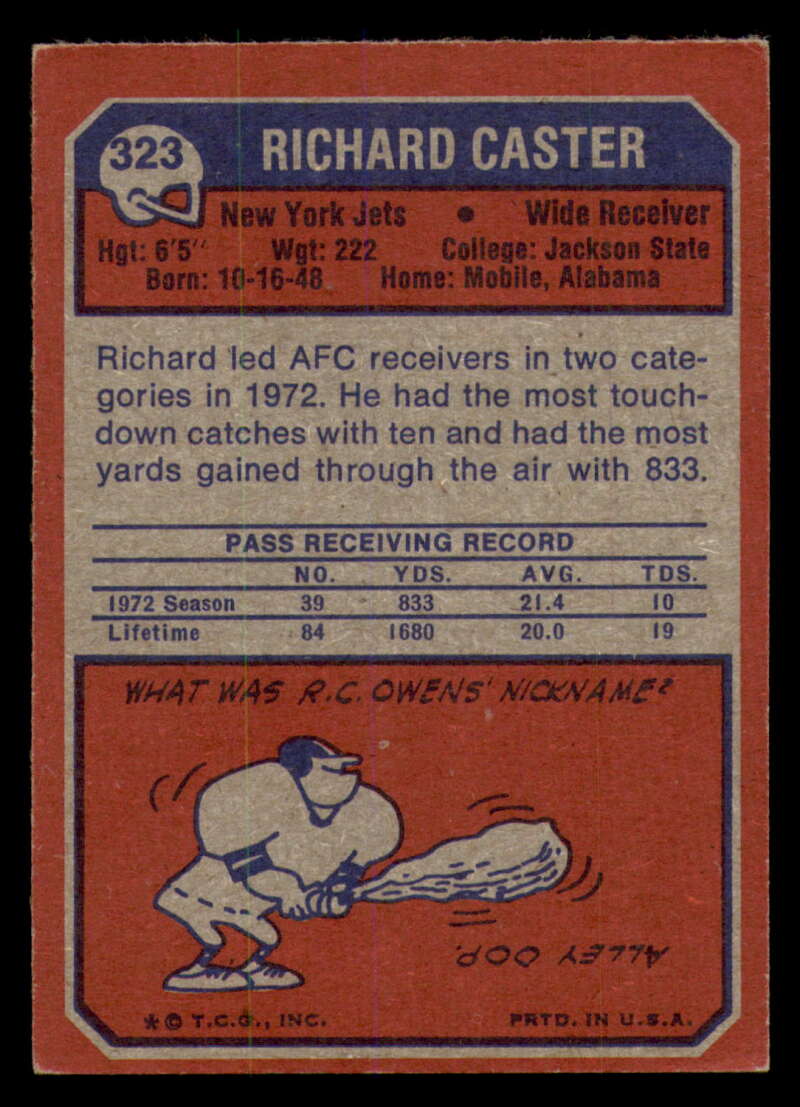 323
RICHARD CASTER
New York Jets • Wide Receiver
Hgt: 6'5" Wgt: 222 College: Jackson State
Born: 10-16-48 Home: Mobile, Alabama
Richard led AFC receivers in two cate-
gories in 1972. He had the most touch-
down catches with ten and had the most
yards gained through the air with 833.
PASS RECEIVING RECORD
NO. YDS. AVG. TDS.
1972 Season 39 833 21.4 10
Lifetime 84 1680 20.0 19
WHAT WAS R.C. OWENS' NICKNAME?
ALLEY OOP.
* © T.C.G., INC. PRTD. IN U.S.A.